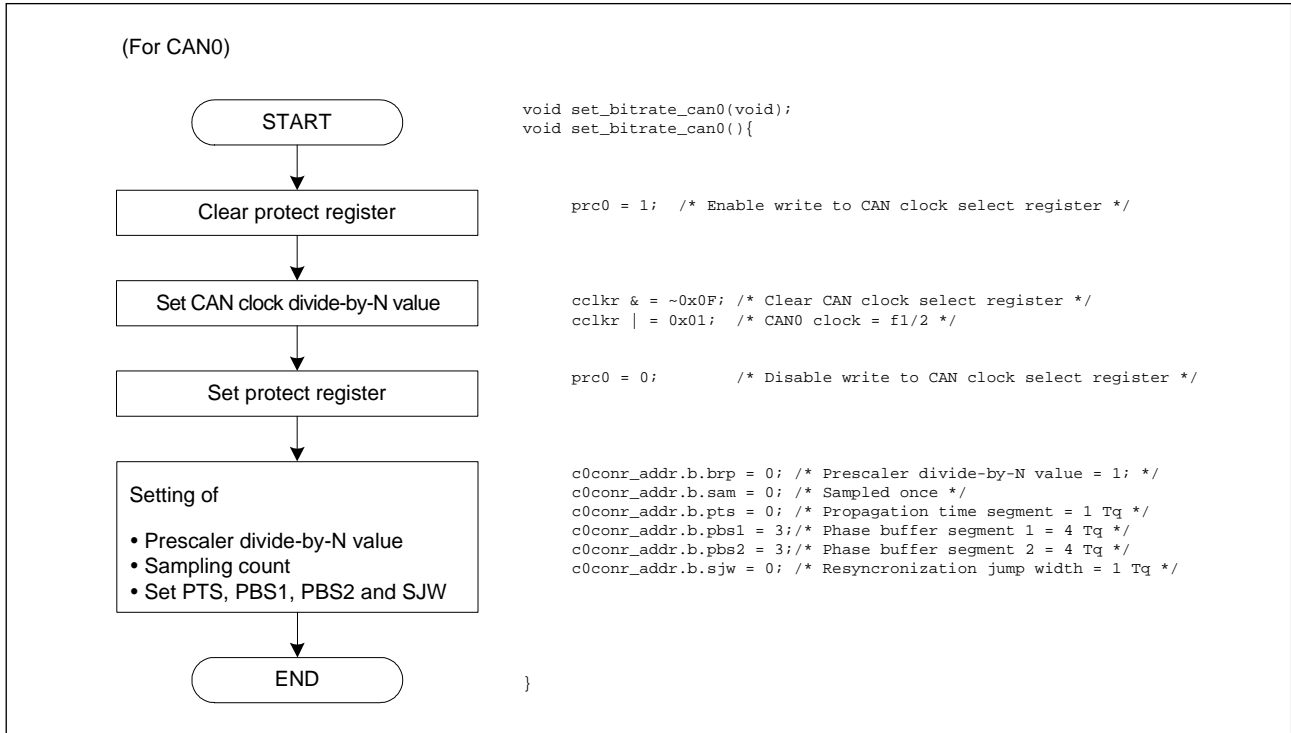 (For CAN0)
START
void set_bitrate_can0(void);
void set_bitrate_can0(){
Clear protect register
prc0 = 1;  /* Enable write to CAN clock select register */
Set CAN clock divide-by-N value
cclkr & = ~0x0F; /* Clear CAN clock select register */
cclkr | = 0x01;  /* CAN0 clock = f1/2 */
Set protect register
prc0 = 0;        /* Disable write to CAN clock select register */
Setting of
• Prescaler divide-by-N value
• Sampling count
• Set PTS, PBS1, PBS2 and SJW
c0conr_addr.b.brp = 0; /* Prescaler divide-by-N value = 1; */
c0conr_addr.b.sam = 0; /* Sampled once */
c0conr_addr.b.pts = 0; /* Propagation time segment = 1 Tq */
c0conr_addr.b.pbs1 = 3;/* Phase buffer segment 1 = 4 Tq */
c0conr_addr.b.pbs2 = 3;/* Phase buffer segment 2 = 4 Tq */
c0conr_addr.b.sjw = 0; /* Resyncronization jump width = 1 Tq */
END
}